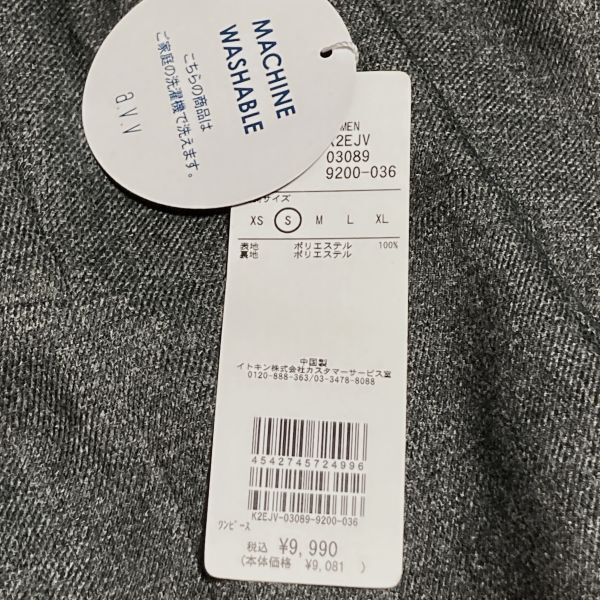 MACHINE
WASHABLE
こちらの商品は
ご家庭の洗濯機で洗えます。
a.v.v
MEN
K2EJV
03089
9200-036
サイズ
XS S M L XL
表地 ポリエステル 100%
裏地 ポリエステル
中国製
イトキン株式会社カスタマーサービス室
0120-888-363/03-3478-8088
4542745724996
K2EJV-03089-9200-036
ワンピース
税込 ¥9,990
(本体価格 ¥9,081 )